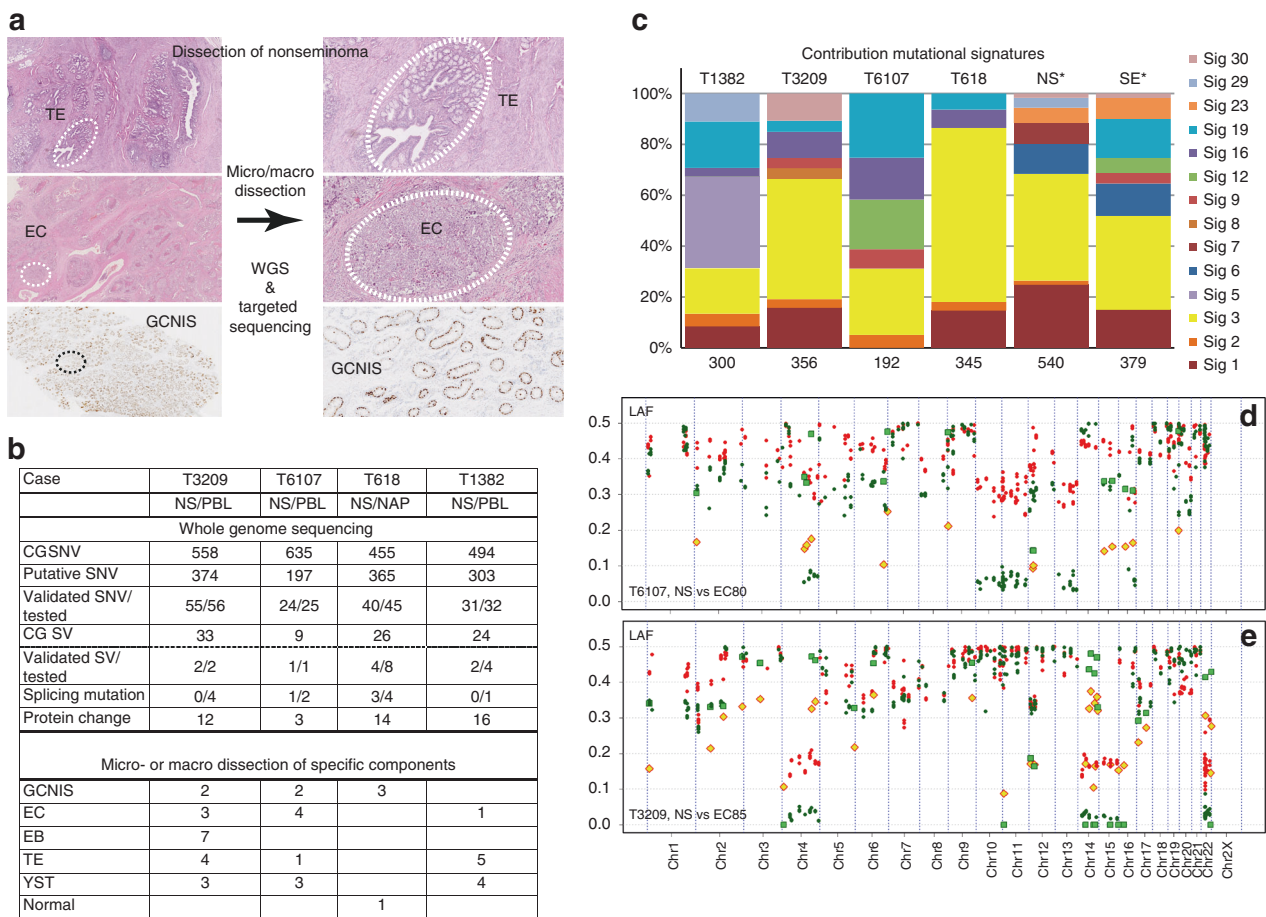 a
Dissection of nonseminoma
TE
TE
Micro/macro
dissection
EC
EC
WGS
&
targeted
sequencing
GCNIS
GCNIS
b
Case T3209 T6107 T618 T1382
NS/PBL NS/PBL NS/NAP NS/PBL
Whole genome sequencing
CGSNV 558 635 455 494
Putative SNV 374 197 365 303
Validated SNV/
tested 55/56 24/25 40/45 31/32
CG SV 33 9 26 24
Validated SV/
tested 2/2 1/1 4/8 2/4
Splicing mutation 0/4 1/2 3/4 0/1
Protein change 12 3 14 16
Micro- or macro dissection of specific components
GCNIS 2 2 3
EC 3 4 1
EB 7
TE 4 1 5
YST 3 3 4
Normal 1
c
Contribution mutational signatures
T1382 T3209 T6107 T618 NS* SE*
100%
80%
60%
40%
20%
0%
300 356 192 345 540 379
Sig 30
Sig 29
Sig 23
Sig 19
Sig 16
Sig 12
Sig 9
Sig 8
Sig 7
Sig 6
Sig 5
Sig 3
Sig 2
Sig 1
d
LAF
0.5
0.4
0.3
0.2
0.1
0.0
T6107, NS vs EC80
e
LAF
0.5
0.4
0.3
0.2
0.1
0.0
T3209, NS vs EC85
Chr1
Chr2
Chr3
Chr4
Chr5
Chr6
Chr7
Chr8
Chr9
Chr10
Chr11
Chr12
Chr13
Chr14
Chr15
Chr16
Chr17
Chr18
Chr19
Chr20
Chr21
Chr22
Chr2X